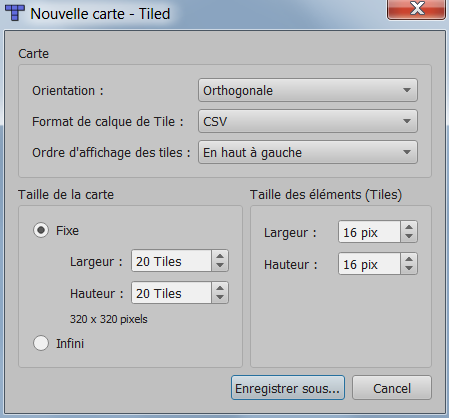 Nouvelle carte - Tiled
Carte
Orientation : Orthogonale
Format de calque de Tile : CSV
Ordre d'affichage des tiles : En haut à gauche
Taille de la carte
Fixe
Largeur : 20 Tiles
Hauteur : 20 Tiles
320 x 320 pixels
Infini
Taille des éléments (Tiles)
Largeur : 16 pix
Hauteur : 16 pix
Enregistrer sous... Cancel